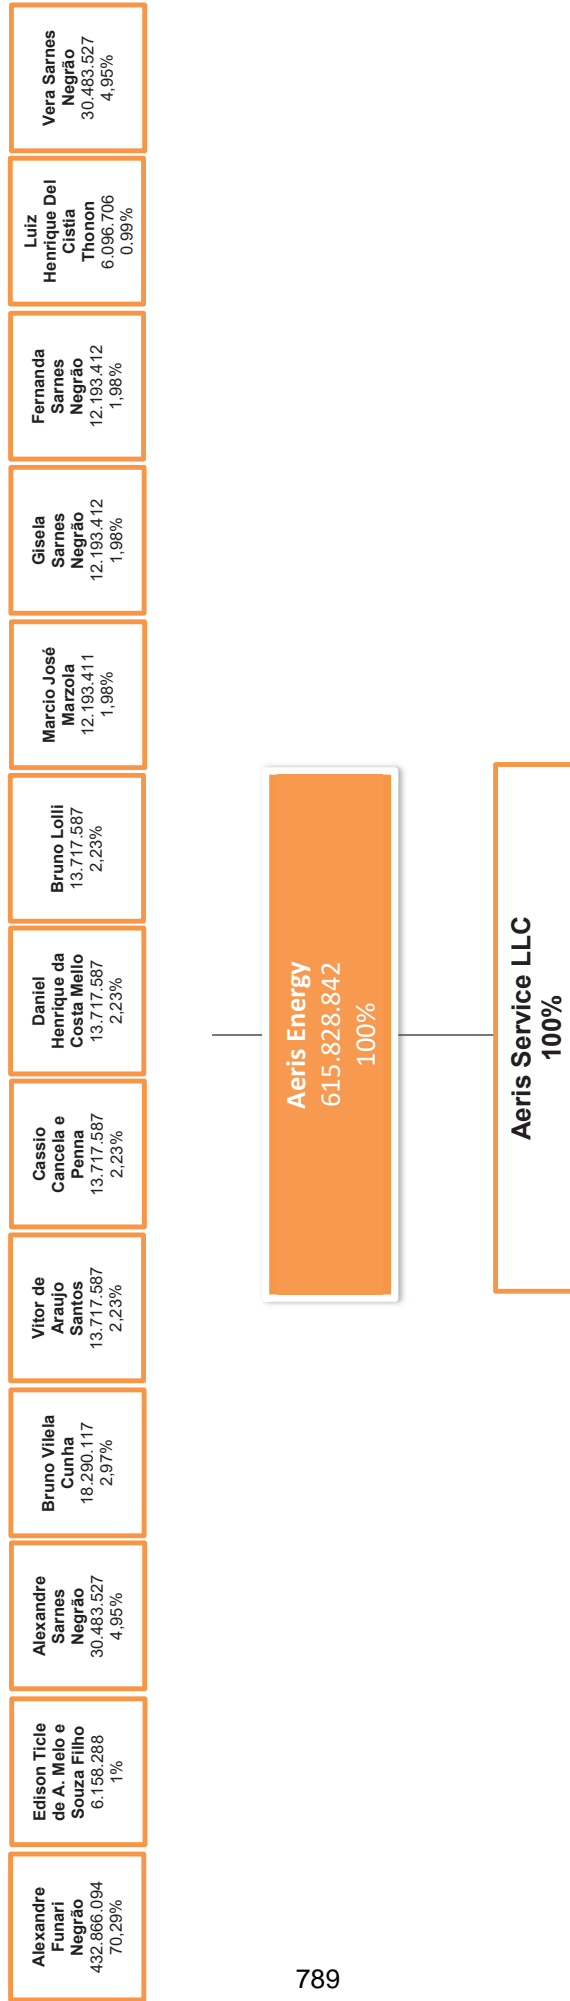 Alexandre
Funari
Negrão
432.866.094
70,29%
Edison Ticle
de A. Melo e
Souza Filho
6.158.288
1%
Alexandre
Sarnes
Negrão
30.483.527
4,95%
Bruno Vilela
Cunha
18.290.117
2,97%
Vitor de
Araujo
Santos
13.717.587
2,23%
Cassio
Cancela e
Penna
13.717.587
2,23%
Daniel
Henrique da
Costa Mello
13.717.587
2,23%
Bruno Lolli
13.717.587
2,23%
Marcio José
Marzola
12.193.411
1,98%
Gisela
Sarnes
Negrão
12.193.412
1,98%
Fernanda
Sarnes
Negrão
12.193.412
1,98%
Luiz
Henrique Del
Cistia
Thonon
6.096.706
0.99%
Vera Sarnes
Negrão
30.483.527
4,95%
Aeris Energy
615.828.842
100%
Aeris Service LLC
100%
789